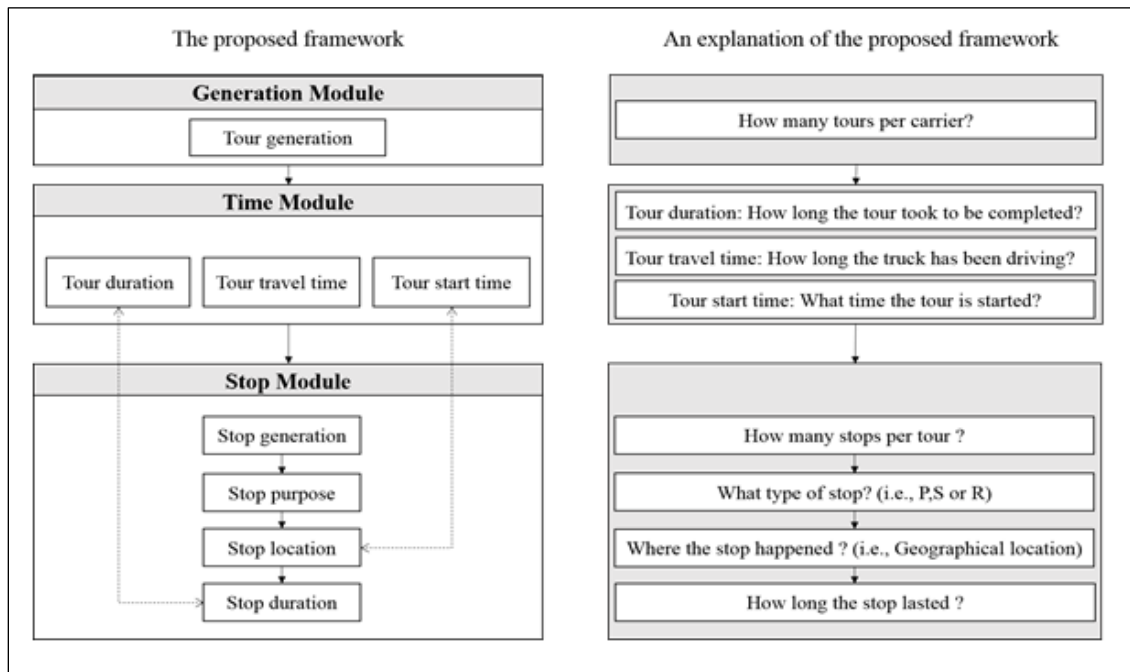 The proposed framework
Generation Module
Tour generation
Time Module
Tour duration
Tour travel time
Tour start time
Stop Module
Stop generation
Stop purpose
Stop location
Stop duration
An explanation of the proposed framework
How many tours per carrier?
Tour duration: How long the tour took to be completed?
Tour travel time: How long the truck has been driving?
Tour start time: What time the tour is started?
How many stops per tour ?
What type of stop? (i.e., P,S or R)
Where the stop happened ? (i.e., Geographical location)
How long the stop lasted ?